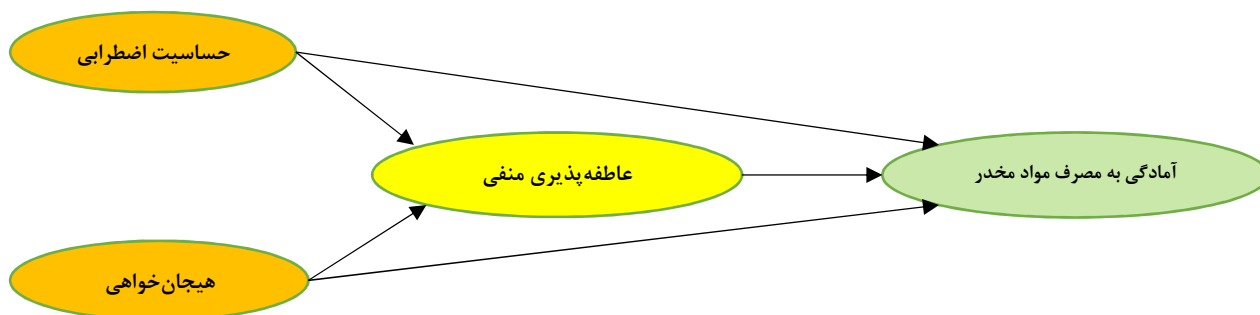 حساسیت اضطرابی
عاطفه‌پذیری منفی
آمادگی به مصرف مواد مخدر
هیجان‌خواهی